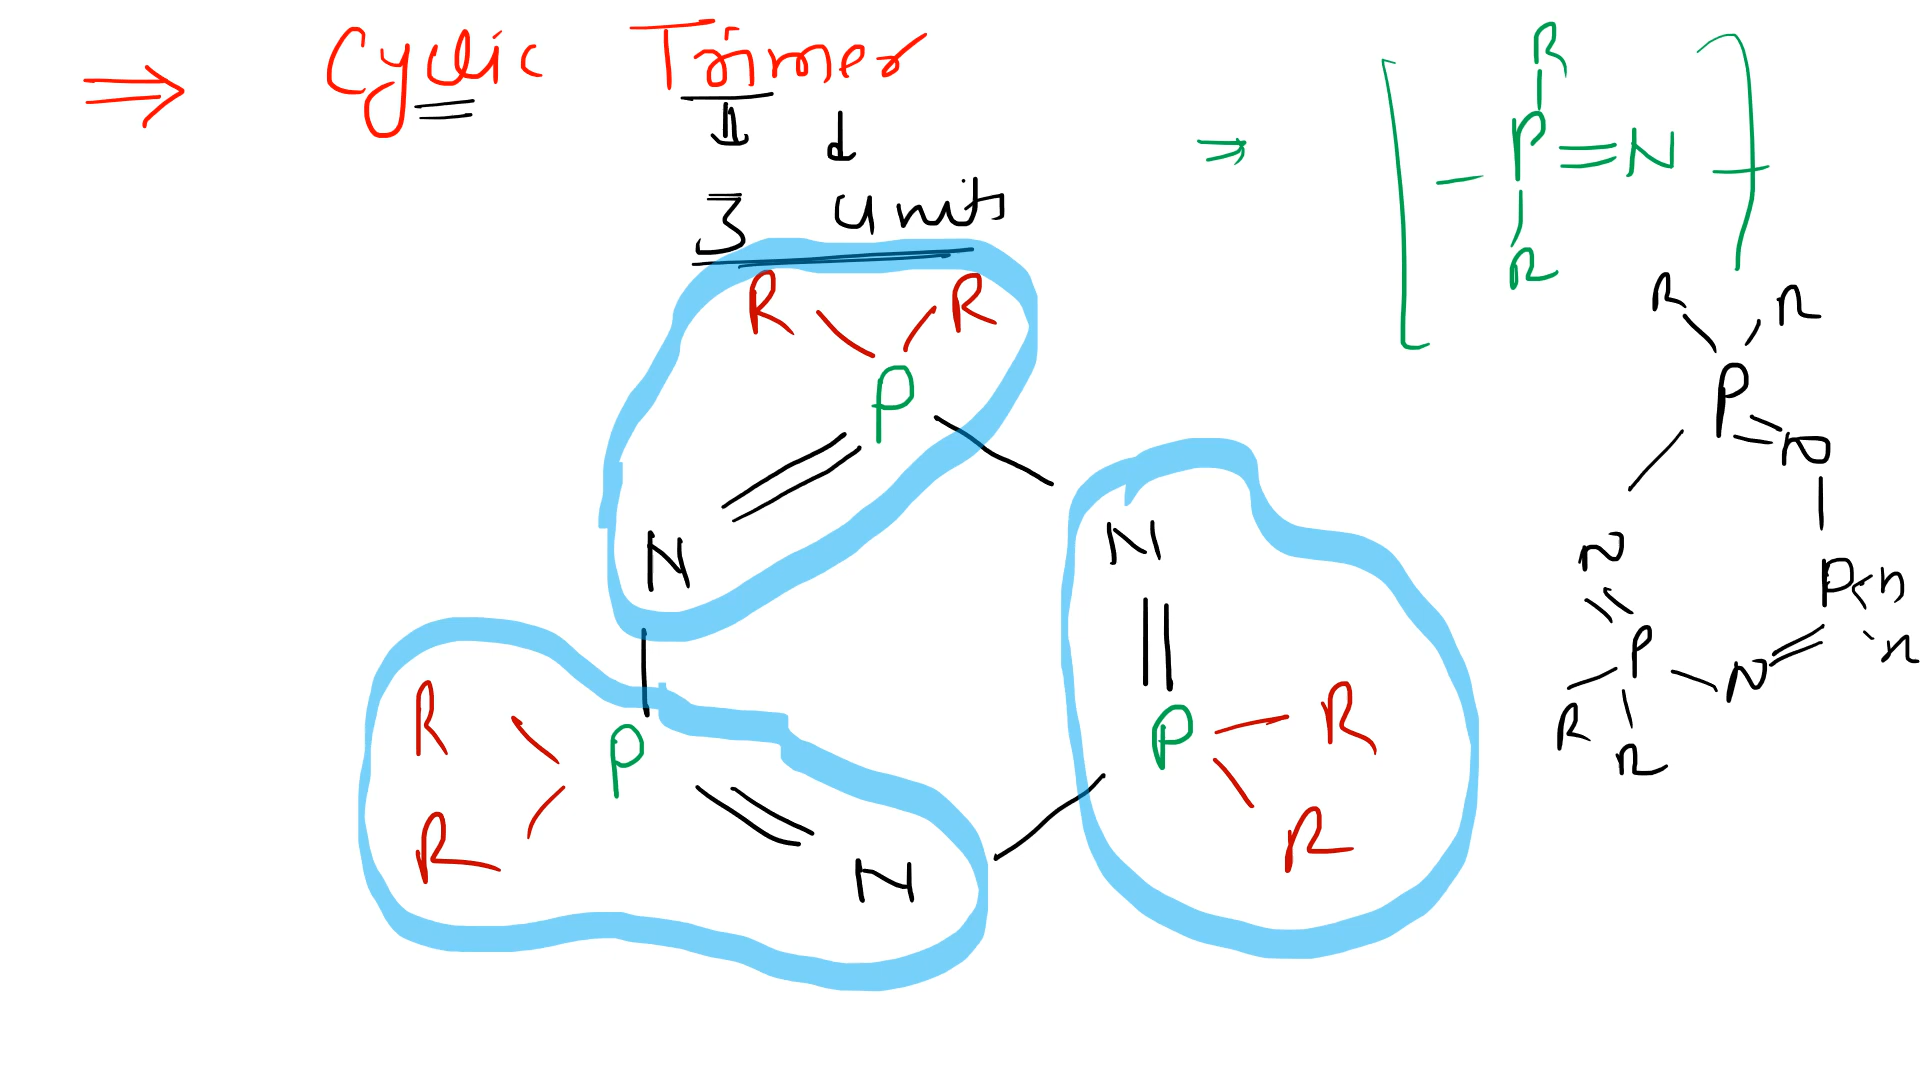 ⇒ Cyclic Trimer
3 units
⇒ [ - P = N - ]
R
R
R R
P
N
N
R
R
P
N
P
R
R
R R
P = N
N
P R
R
P - N
R
R